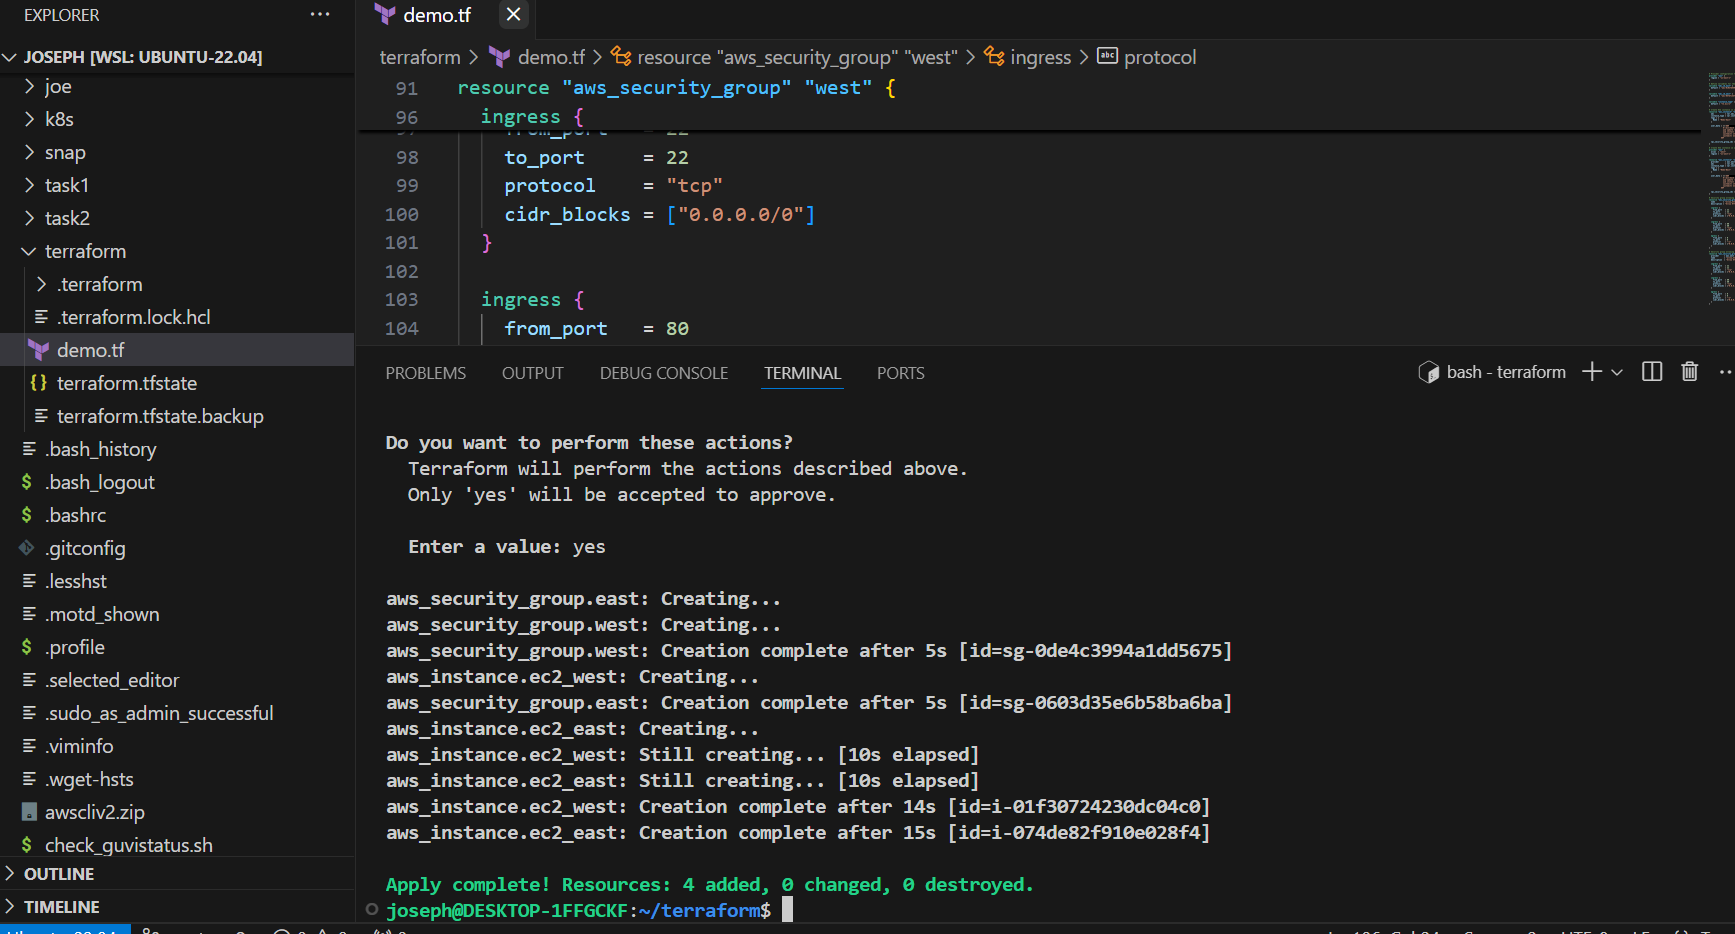 EXPLORER
JOSEPH [WSL: UBUNTU-22.04]
joe
k8s
snap
task1
task2
terraform
.terraform
.terraform.lock.hcl
demo.tf
terraform.tfstate
terraform.tfstate.backup
.bash_history
.bash_logout
.bashrc
.gitconfig
.lesshst
.motd_shown
.profile
.selected_editor
.sudo_as_admin_successful
.viminfo
.wget-hsts
awscliv2.zip
check_guvistatus.sh
OUTLINE
TIMELINE
demo.tf
terraform > demo.tf > resource "aws_security_group" "west" > ingress > protocol
91 resource "aws_security_group" "west" {
96 ingress {
97 from_port = 22
98 to_port = 22
99 protocol = "tcp"
100 cidr_blocks = ["0.0.0.0/0"]
101 }
102
103 ingress {
104 from_port = 80
PROBLEMS OUTPUT DEBUG CONSOLE TERMINAL PORTS
bash - terraform
Do you want to perform these actions?
Terraform will perform the actions described above.
Only 'yes' will be accepted to approve.
Enter a value: yes
aws_security_group.east: Creating...
aws_security_group.west: Creating...
aws_security_group.west: Creation complete after 5s [id=sg-0de4c3994a1dd5675]
aws_instance.ec2_west: Creating...
aws_security_group.east: Creation complete after 5s [id=sg-0603d35e6b58ba6ba]
aws_instance.ec2_east: Creating...
aws_instance.ec2_west: Still creating... [10s elapsed]
aws_instance.ec2_east: Still creating... [10s elapsed]
aws_instance.ec2_west: Creation complete after 14s [id=i-01f30724230dc04c0]
aws_instance.ec2_east: Creation complete after 15s [id=i-074de82f910e028f4]
Apply complete! Resources: 4 added, 0 changed, 0 destroyed.
joseph@DESKTOP-1FFGCKF:~/terraform$